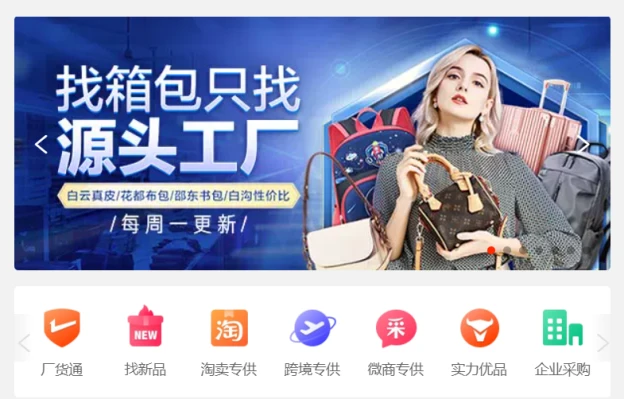 找箱包只找
源头工厂
白云真皮/花都布包/邵东书包/白沟性价比
/每周一更新/
NEW
淘
采
厂货通
找新品
淘卖专供
跨境专供
微商专供
实力优品
企业采购